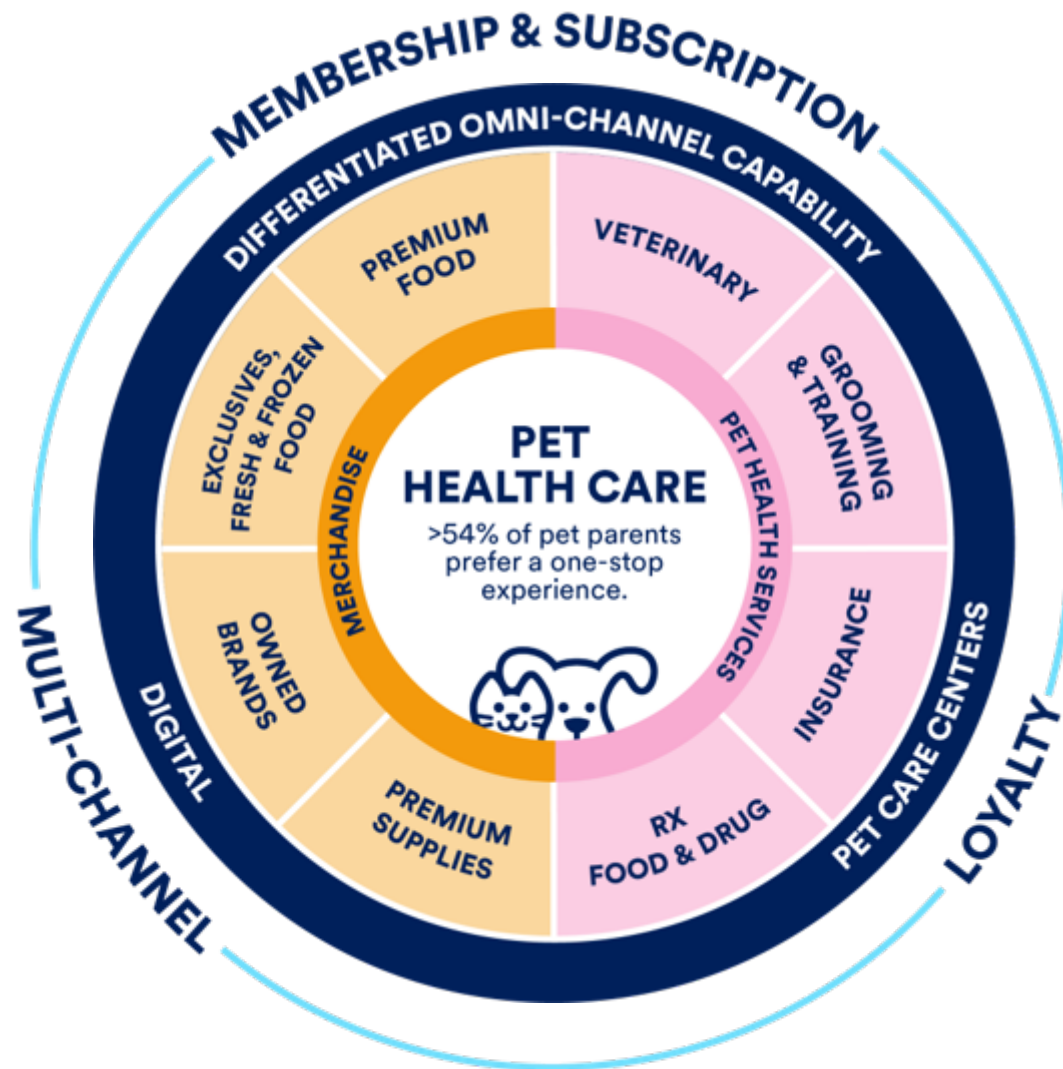 MEMBERSHIP & SUBSCRIPTION
DIFFERENTIATED OMNI-CHANNEL CAPABILITY
PREMIUM
FOOD
VETERINARY
EXCLUSIVES,
FRESH & FROZEN
FOOD
GROOMING
& TRAINING
MERCHANDISE
PET HEALTH SERVICES
PET
HEALTH CARE
>54% of pet parents
prefer a one-stop
experience.
OWNED
BRANDS
INSURANCE
PREMIUM
SUPPLIES
RX
FOOD & DRUG
DIGITAL
PET CARE CENTERS
MULTI-CHANNEL
LOYALTY